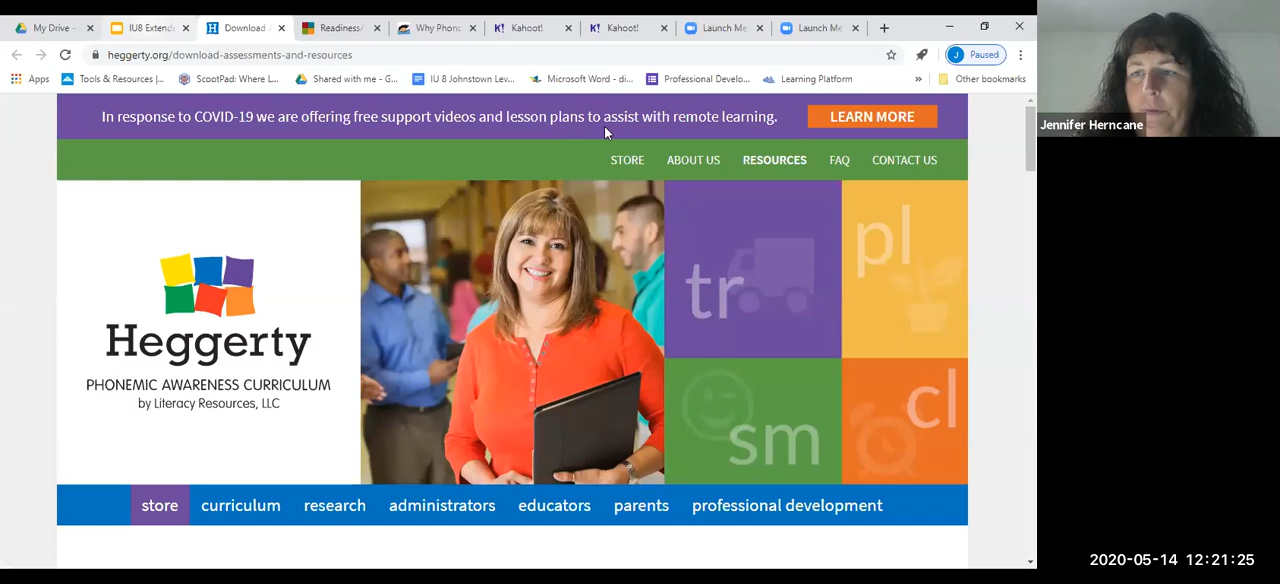 My Drive -
IU8 Extende
Download
Readiness/
Why Phono
Kahoot!
Kahoot!
Launch Me
Launch Me
heggerty.org/download-assessments-and-resources
J Paused
Apps
Tools & Resources |...
ScootPad: Where L...
Shared with me - G...
IU 8 Johnstown Lev...
Microsoft Word - di...
Professional Develo...
Learning Platform
»
Other bookmarks
In response to COVID-19 we are offering free support videos and lesson plans to assist with remote learning.
LEARN MORE
STORE ABOUT US RESOURCES FAQ CONTACT US
tr
pl
sm
cl
Heggerty
PHONEMIC AWARENESS CURRICULUM
by Literacy Resources, LLC
store curriculum research administrators educators parents professional development
Jennifer Herncane
2020-05-14 12:21:25